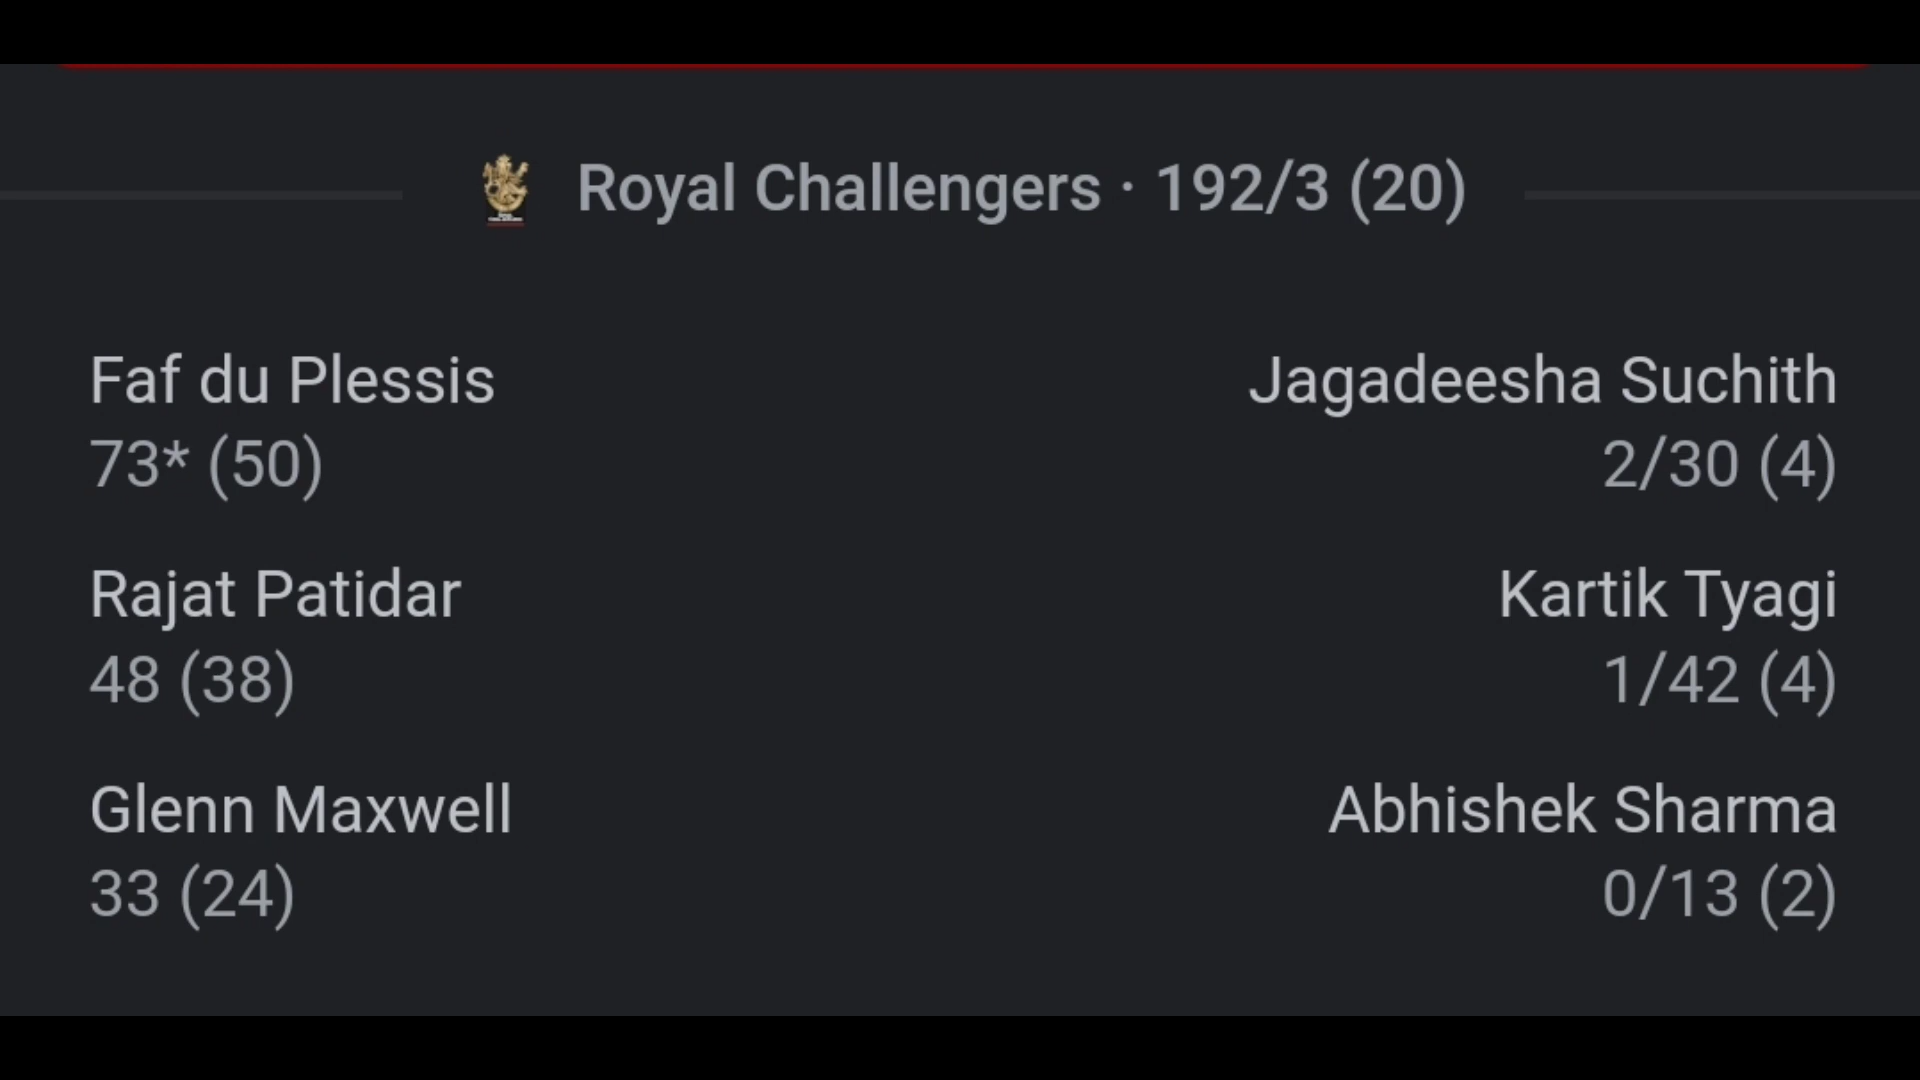 Royal Challengers · 192/3 (20)
Faf du Plessis
73* (50)
Jagadeesha Suchith
2/30 (4)
Rajat Patidar
48 (38)
Kartik Tyagi
1/42 (4)
Glenn Maxwell
33 (24)
Abhishek Sharma
0/13 (2)